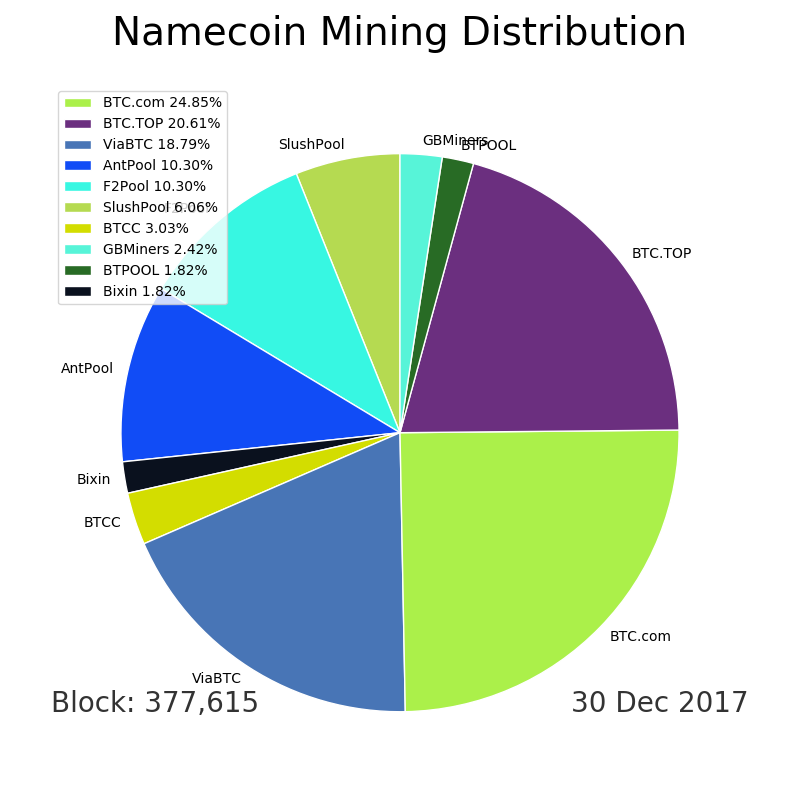 Namecoin Mining Distribution
BTC.com 24.85%
BTC.TOP 20.61%
ViaBTC 18.79%
AntPool 10.30%
F2Pool 10.30%
SlushPool 6.06%
BTCC 3.03%
GBMiners 2.42%
BTPOOL 1.82%
Bixin 1.82%
SlushPool
GBMiners
BTPOOL
BTC.TOP
AntPool
Bixin
BTCC
ViaBTC
BTC.com
Block: 377,615
30 Dec 2017